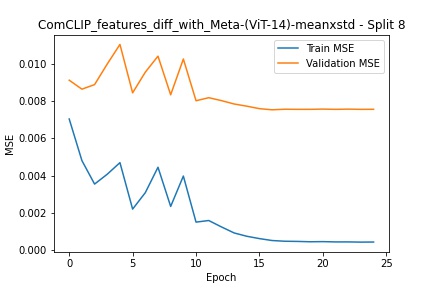 ComCLIP_features_diff_with_Meta-(ViT-14)-meanxstd - Split 8
Train MSE
Validation MSE
MSE
0.010
0.008
0.006
0.004
0.002
0.000
0 5 10 15 20 25
Epoch